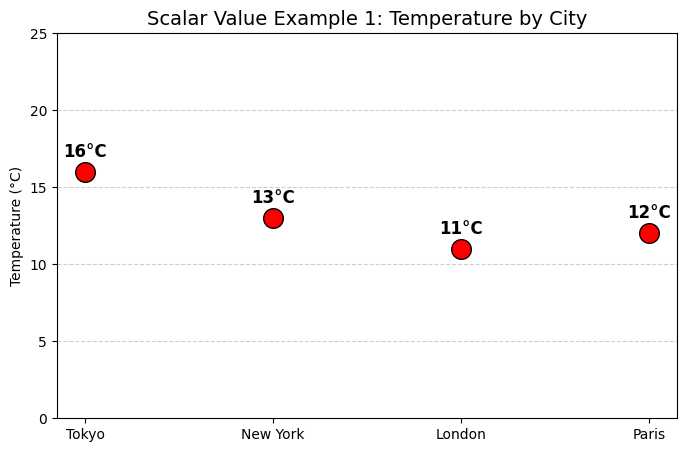 Scalar Value Example 1: Temperature by City
Temperature (°C)
25
20
15
10
5
0
16°C
13°C
11°C
12°C
Tokyo
New York
London
Paris